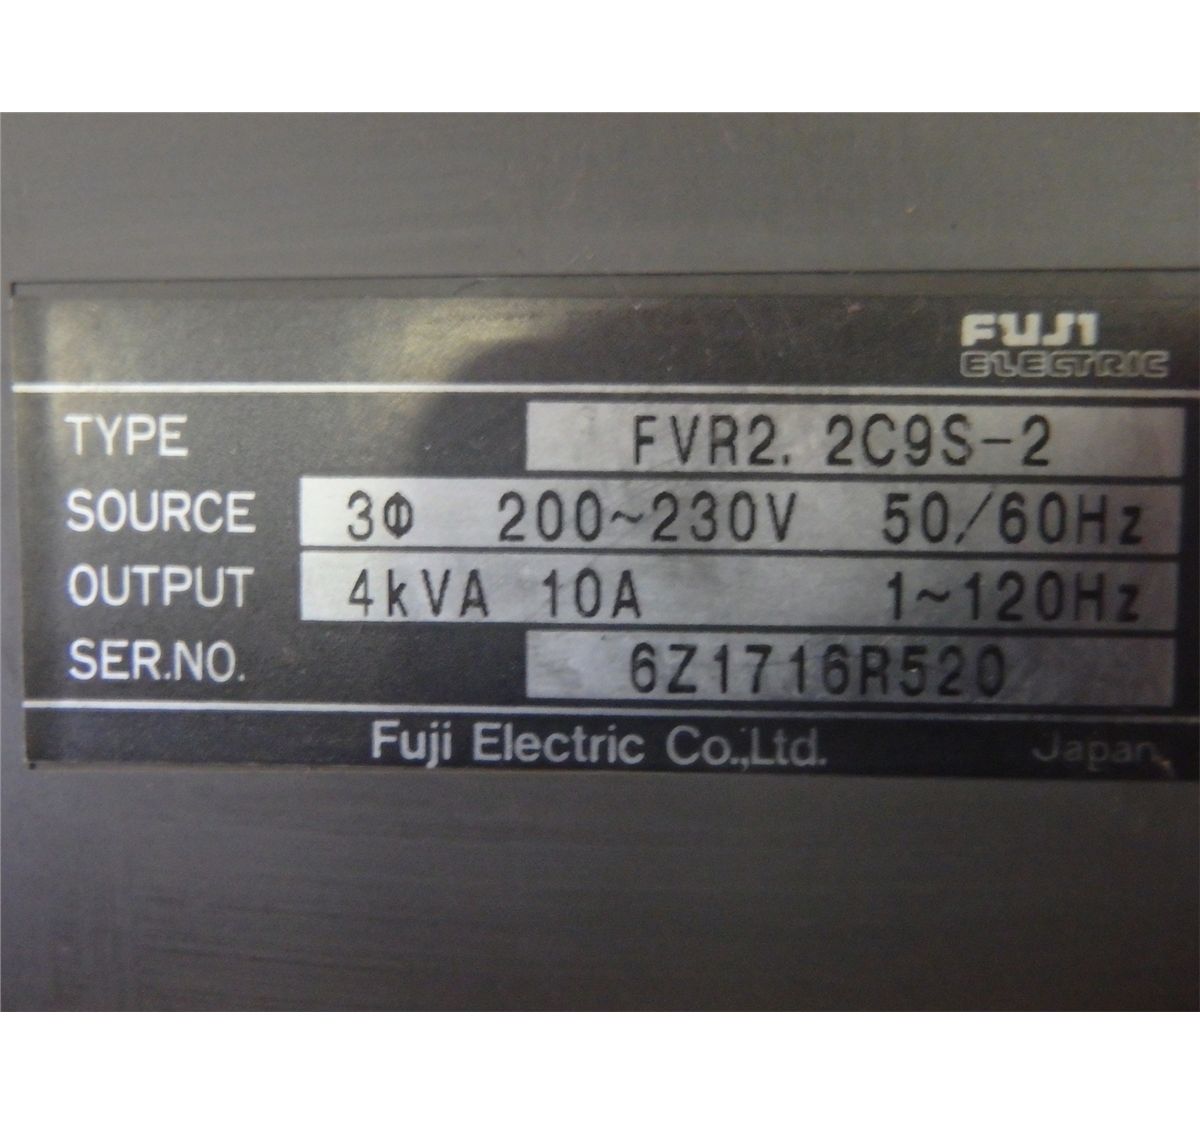 FUJI
ELECTRIC
TYPE FVR2. 2C9S-2
SOURCE 3Φ 200~230V 50/60Hz
OUTPUT 4kVA 10A 1~120Hz
SER.NO. 6Z1716R520
Fuji Electric Co.,Ltd. Japan